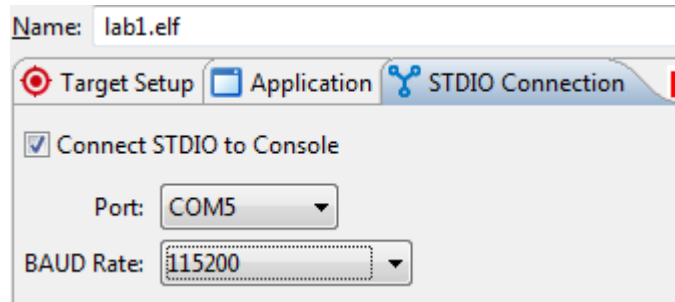 Name: lab1.elf
Target Setup Application STDIO Connection
Connect STDIO to Console
Port: COM5
BAUD Rate: 115200